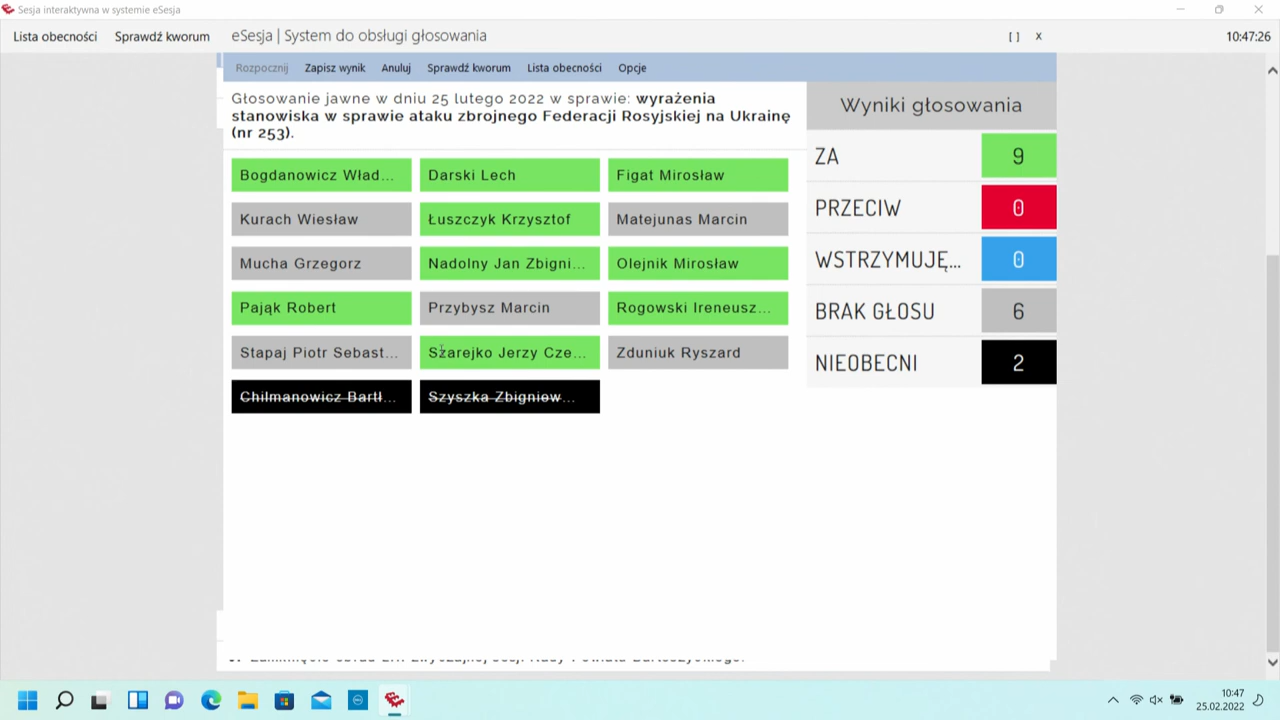 Sesja interaktywna w systemie eSesja
Lista obecności Sprawdź kworum eSesja | System do obsługi głosowania [ ] x 10:47:26
Rozpocznij Zapisz wynik Anuluj Sprawdź kworum Lista obecności Opcje
Głosowanie jawne w dniu 25 lutego 2022 w sprawie: wyrażenia
stanowiska w sprawie ataku zbrojnego Federacji Rosyjskiej na Ukrainę
(nr 253).
Wyniki głosowania
Bogdanowicz Wład... Darski Lech Figat Mirosław
Kurach Wiesław Łuszczyk Krzysztof Matejunas Marcin
Mucha Grzegorz Nadolny Jan Zbigni... Olejnik Mirosław
Pająk Robert Przybysz Marcin Rogowski Ireneusz...
Stapaj Piotr Sebast... Szarejko Jerzy Cze... Zduniuk Ryszard
Chilmanowicz Bartł... Szyszka Zbigniew...
ZA 9
PRZECIW 0
WSTRZYMUJĘ... 0
BRAK GŁOSU 6
NIEOBECNI 2
10:47
25.02.2022